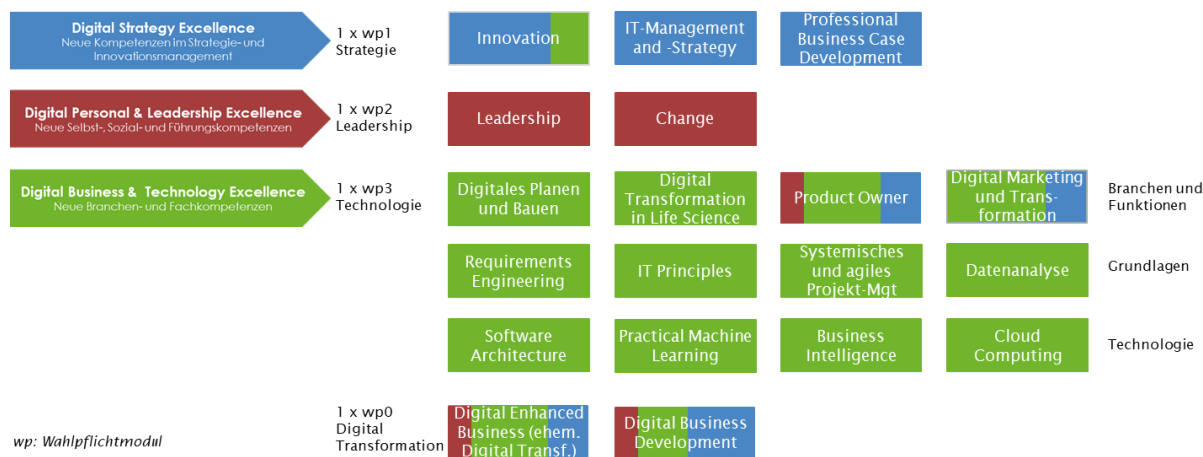 Digital Strategy Excellence
Neue Kompetenzen im Strategie- und
Innovationsmanagement
1 x wp1
Strategie
Innovation
IT-Management
and -Strategy
Professional
Business Case
Development
Digital Personal & Leadership Excellence
Neue Selbst-, Sozial- und Führungskompetenzen
1 x wp2
Leadership
Leadership
Change
Digital Business & Technology Excellence
Neue Branchen- und Fachkompetenzen
1 x wp3
Technologie
Digitales Planen
und Bauen
Digital
Transformation
in Life Science
Product Owner
Digital Marketing
und Trans-
formation
Branchen und
Funktionen
Requirements
Engineering
IT Principles
Systemisches
und agiles
Projekt-Mgt
Datenanalyse
Grundlagen
Software
Architecture
Practical Machine
Learning
Business
Intelligence
Cloud
Computing
Technologie
wp: Wahlpflichtmodul
1 x wp0
Digital
Transformation
Digital Enhanced
Business (ehem.
Digital Transf.)
Digital Business
Development